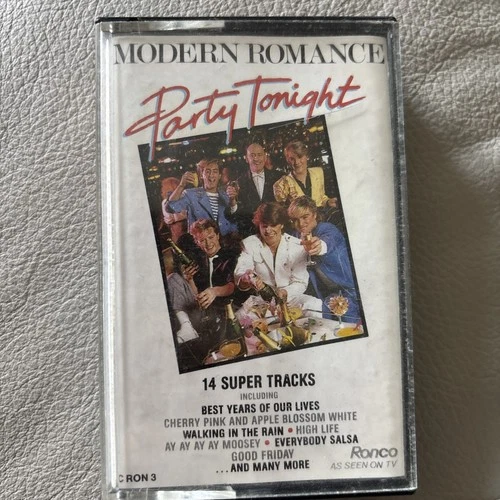 MODERN ROMANCE
Party Tonight
14 SUPER TRACKS
INCLUDING
BEST YEARS OF OUR LIVES
CHERRY PINK AND APPLE BLOSSOM WHITE
WALKING IN THE RAIN • HIGH LIFE
AY AY AY AY MOOSEY • EVERYBODY SALSA
GOOD FRIDAY
...AND MANY MORE
Ronco
AS SEEN ON TV
C RON 3